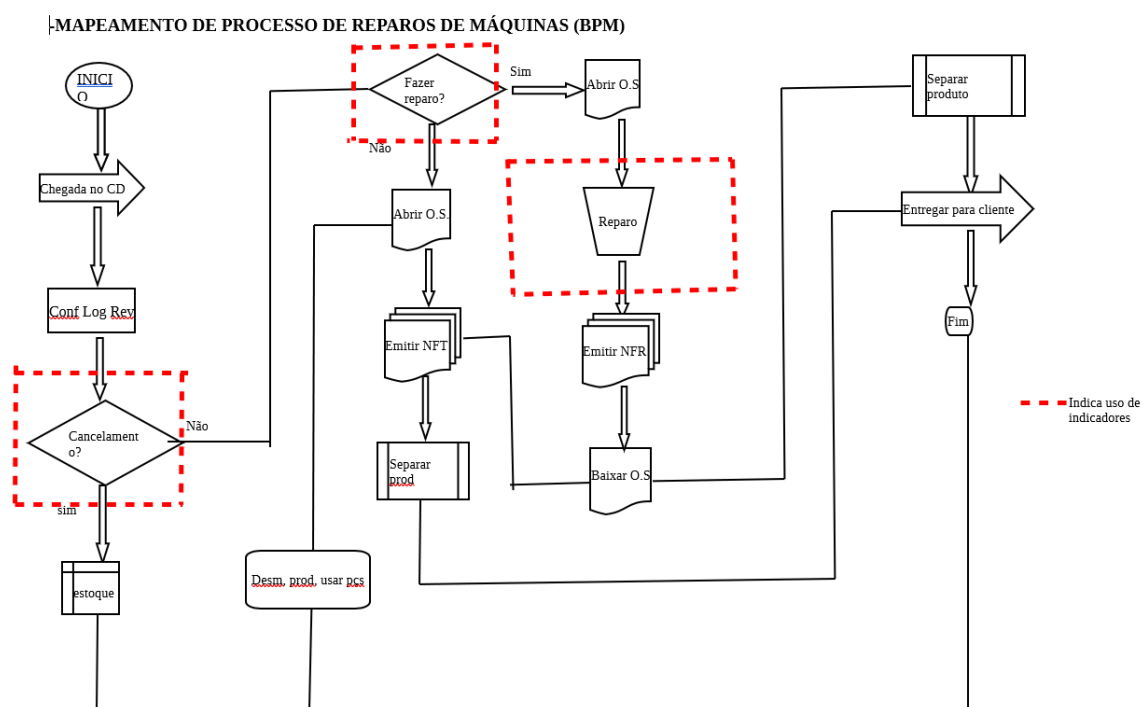 -MAPEAMENTO DE PROCESSO DE REPAROS DE MÁQUINAS (BPM)
INICI
O
Chegada no CD
Conf Log Rev
Cancelament
o?
Não
sim
estoque
Fazer
reparo?
Sim
Não
Abrir O.S.
Emitir NFT
Separar
prod
Desm, prod, usar pçs
Abrir O.S
Reparo
Emitir NFR
Baixar O.S
Separar
produto
Entregar para cliente
Fim
Indica uso de
indicadores